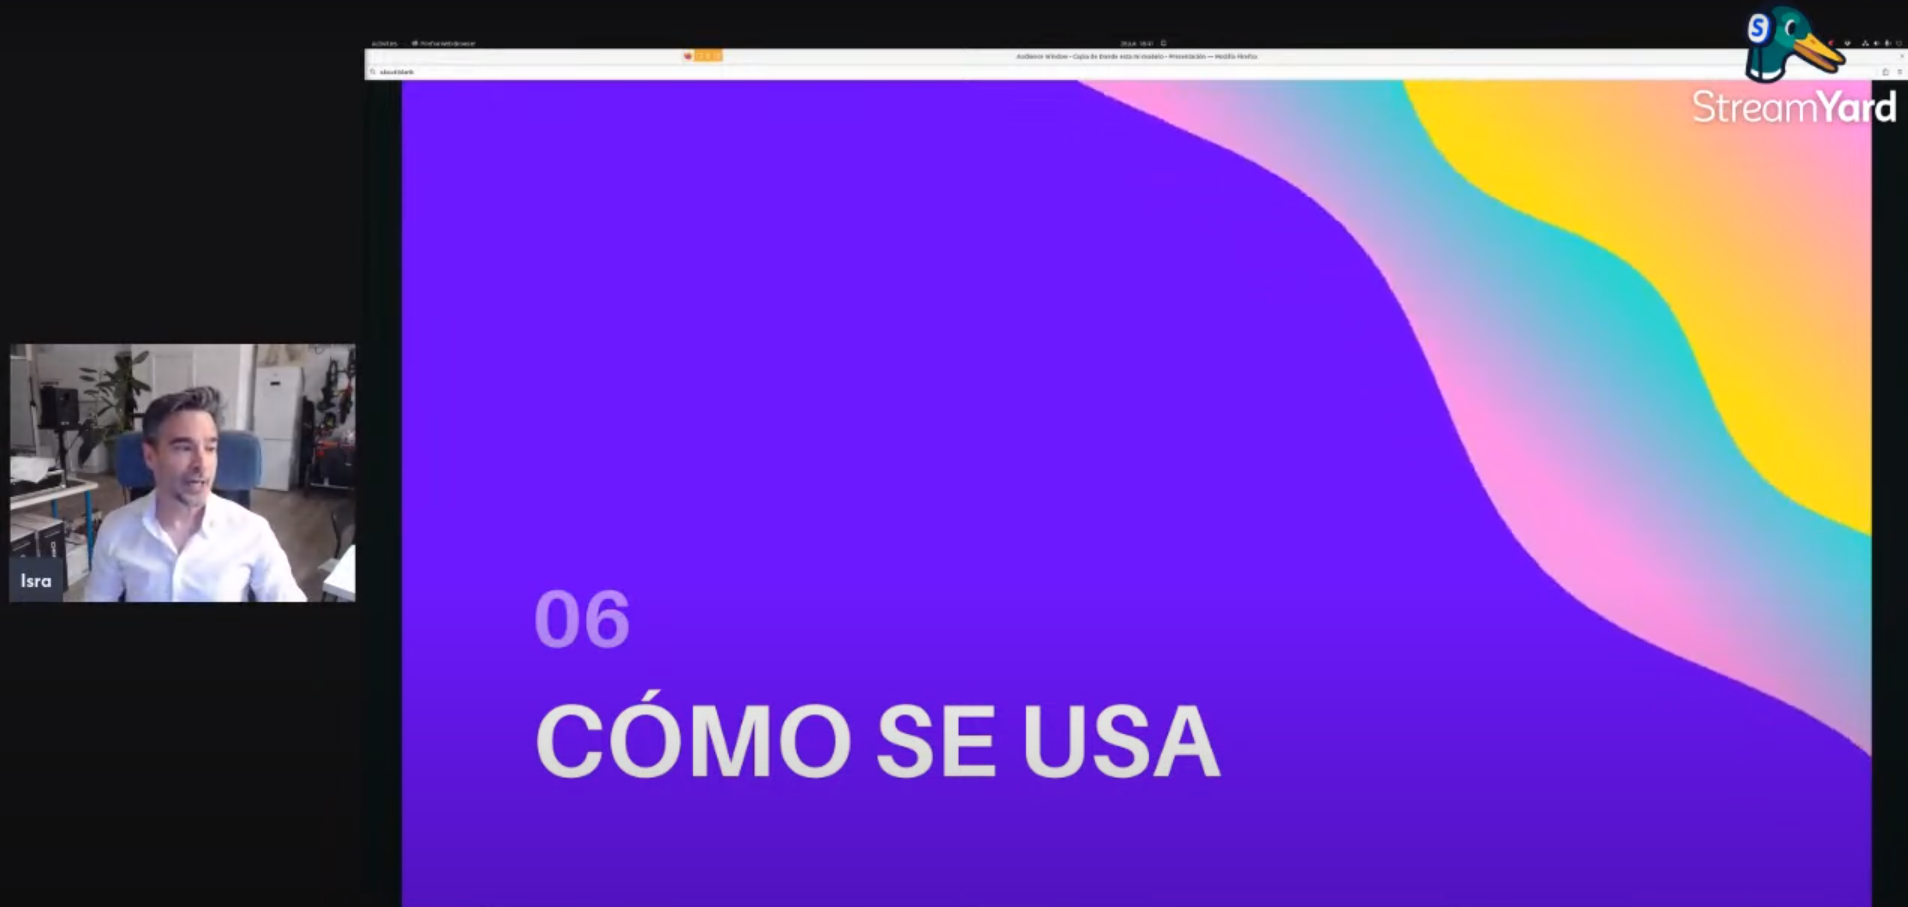 Activities Firefox Web Browser
Audience Window - Copia de Donde esta mi modelo - Presentación — Mozilla Firefox
about:blank
StreamYard
Isra
06
CÓMO SE USA